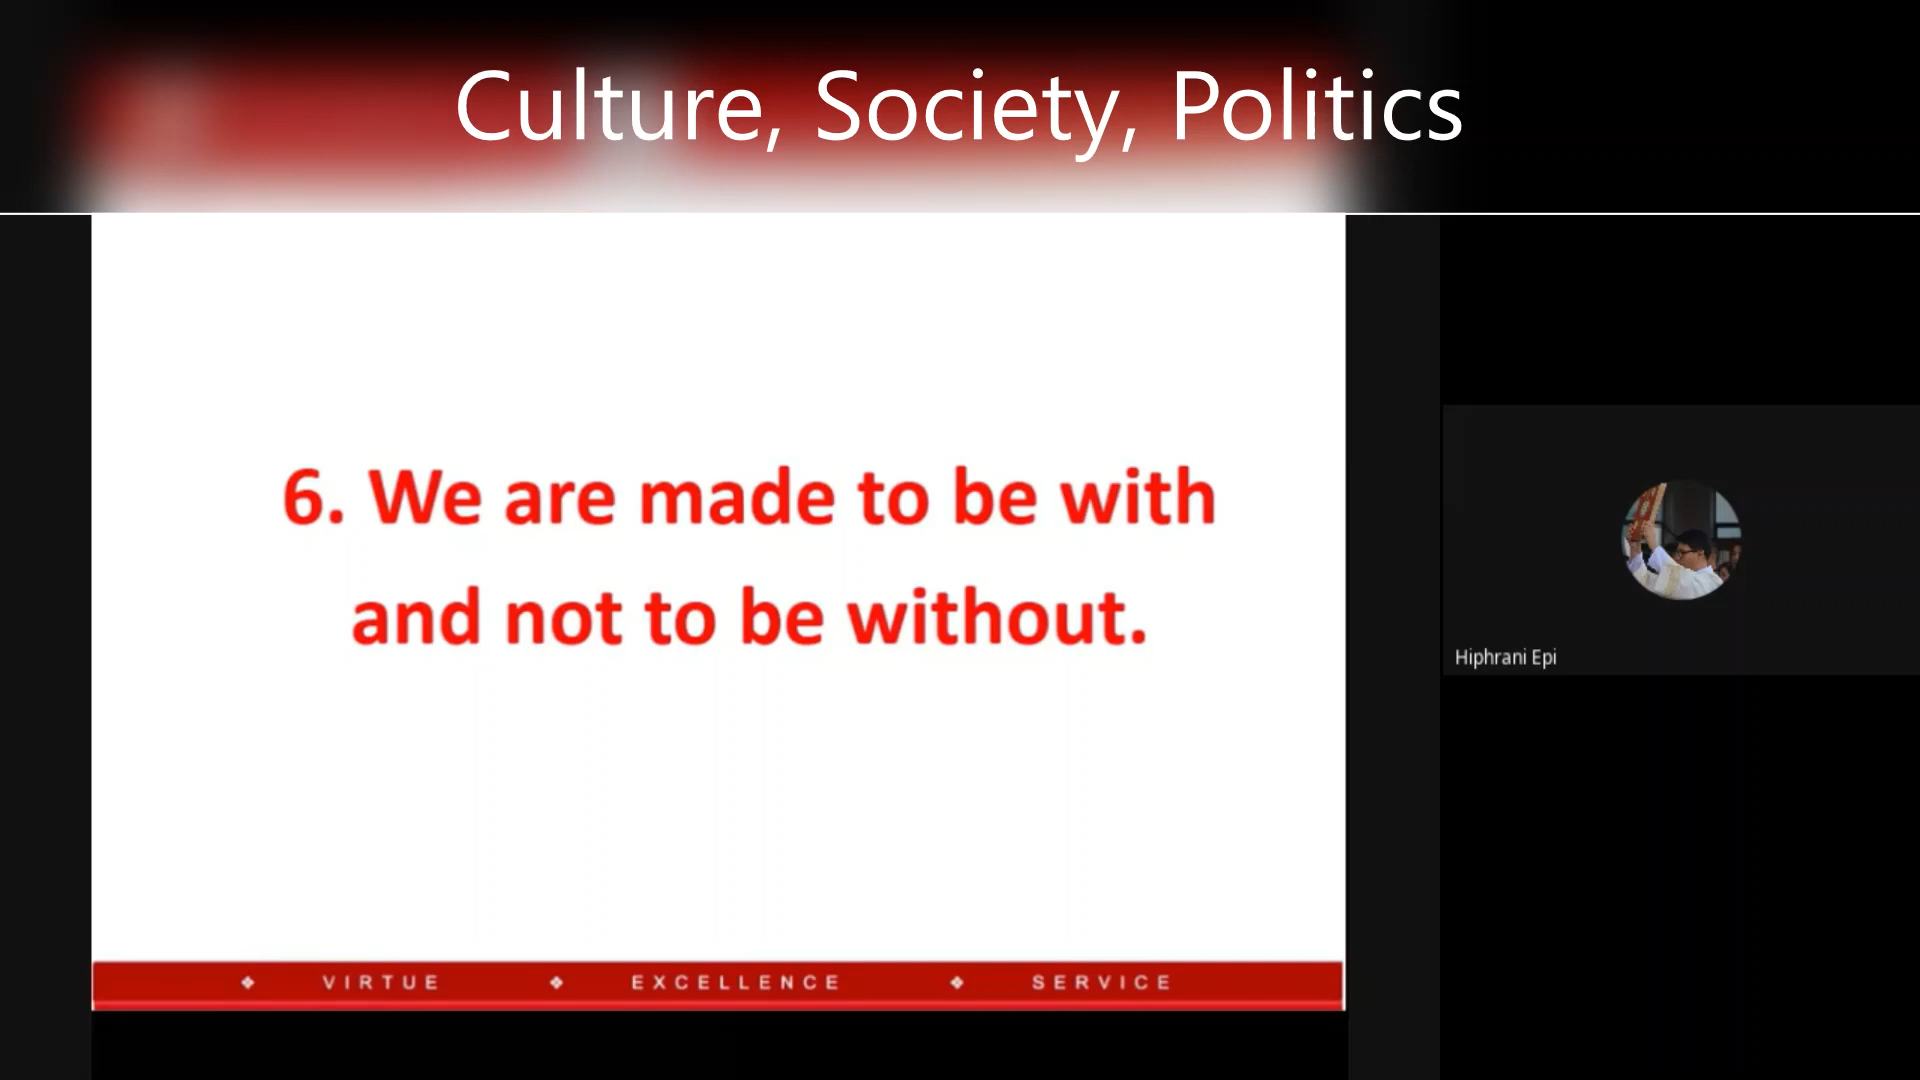 Culture, Society, Politics
6. We are made to be with
and not to be without.
❖ VIRTUE ❖ EXCELLENCE ❖ SERVICE
Hiphrani Epi